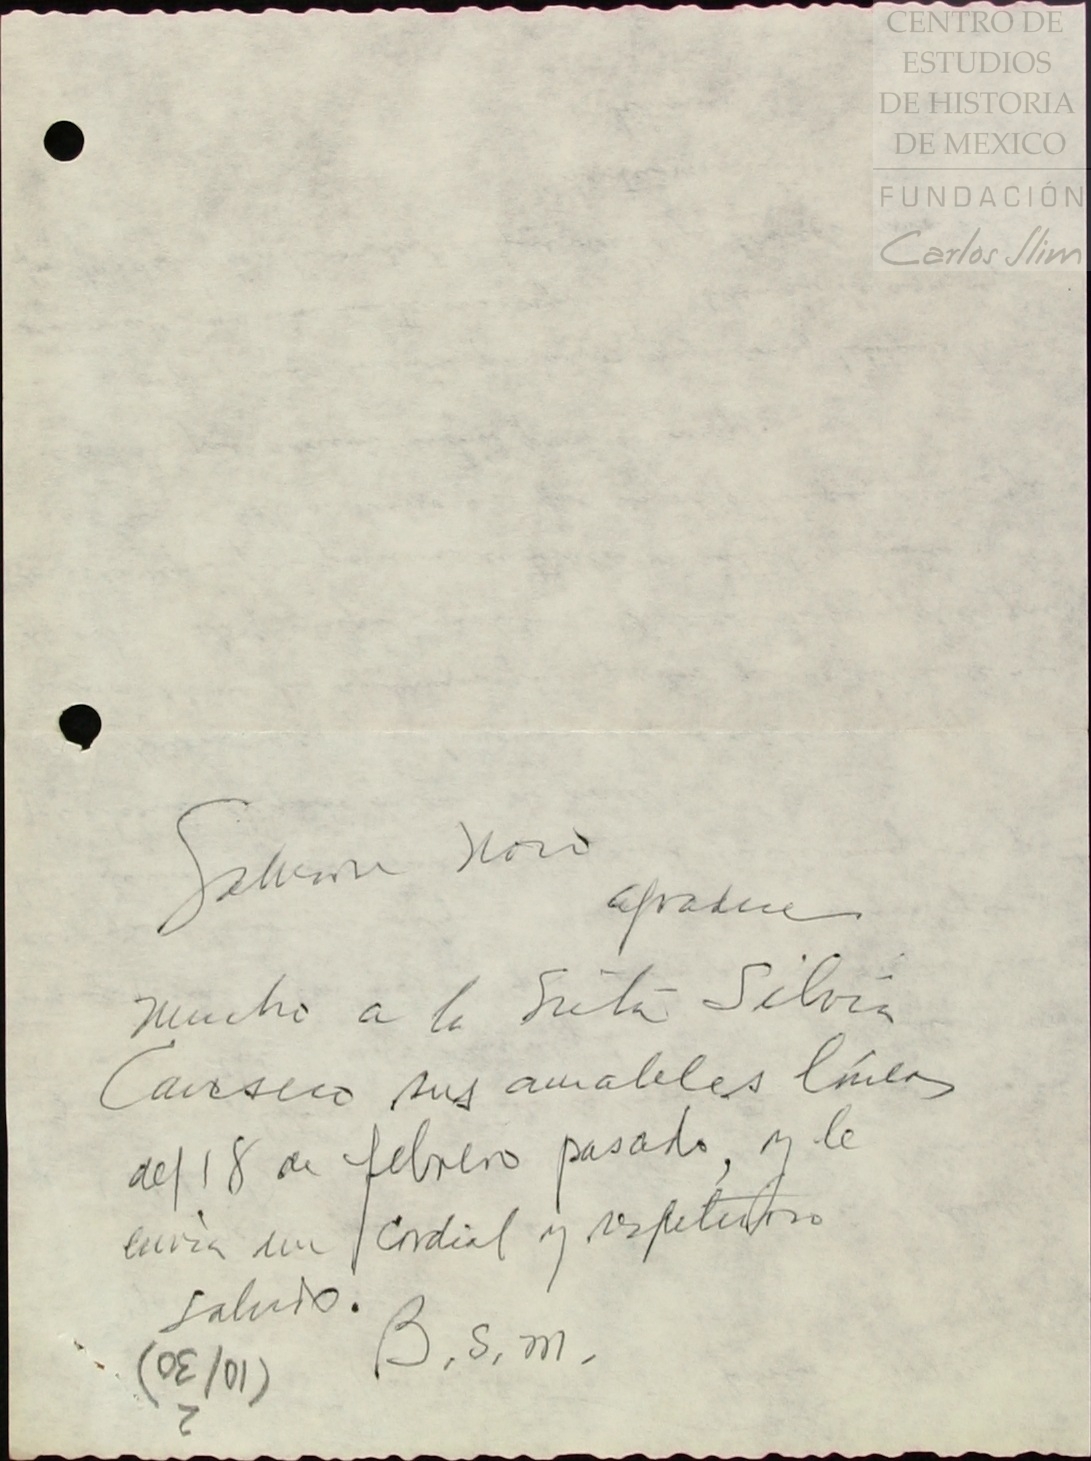 CENTRO DE
ESTUDIOS
DE HISTORIA
DE MEXICO
FUNDACIÓN
Carlos Slim
Salvador Novo
agradece
mucho a la Srita Silvia
sus amables líneas
del 18 de febrero pasado, y le
envía un cordial y respetuoso
saludo.
B. S. M.
(10/30)
2